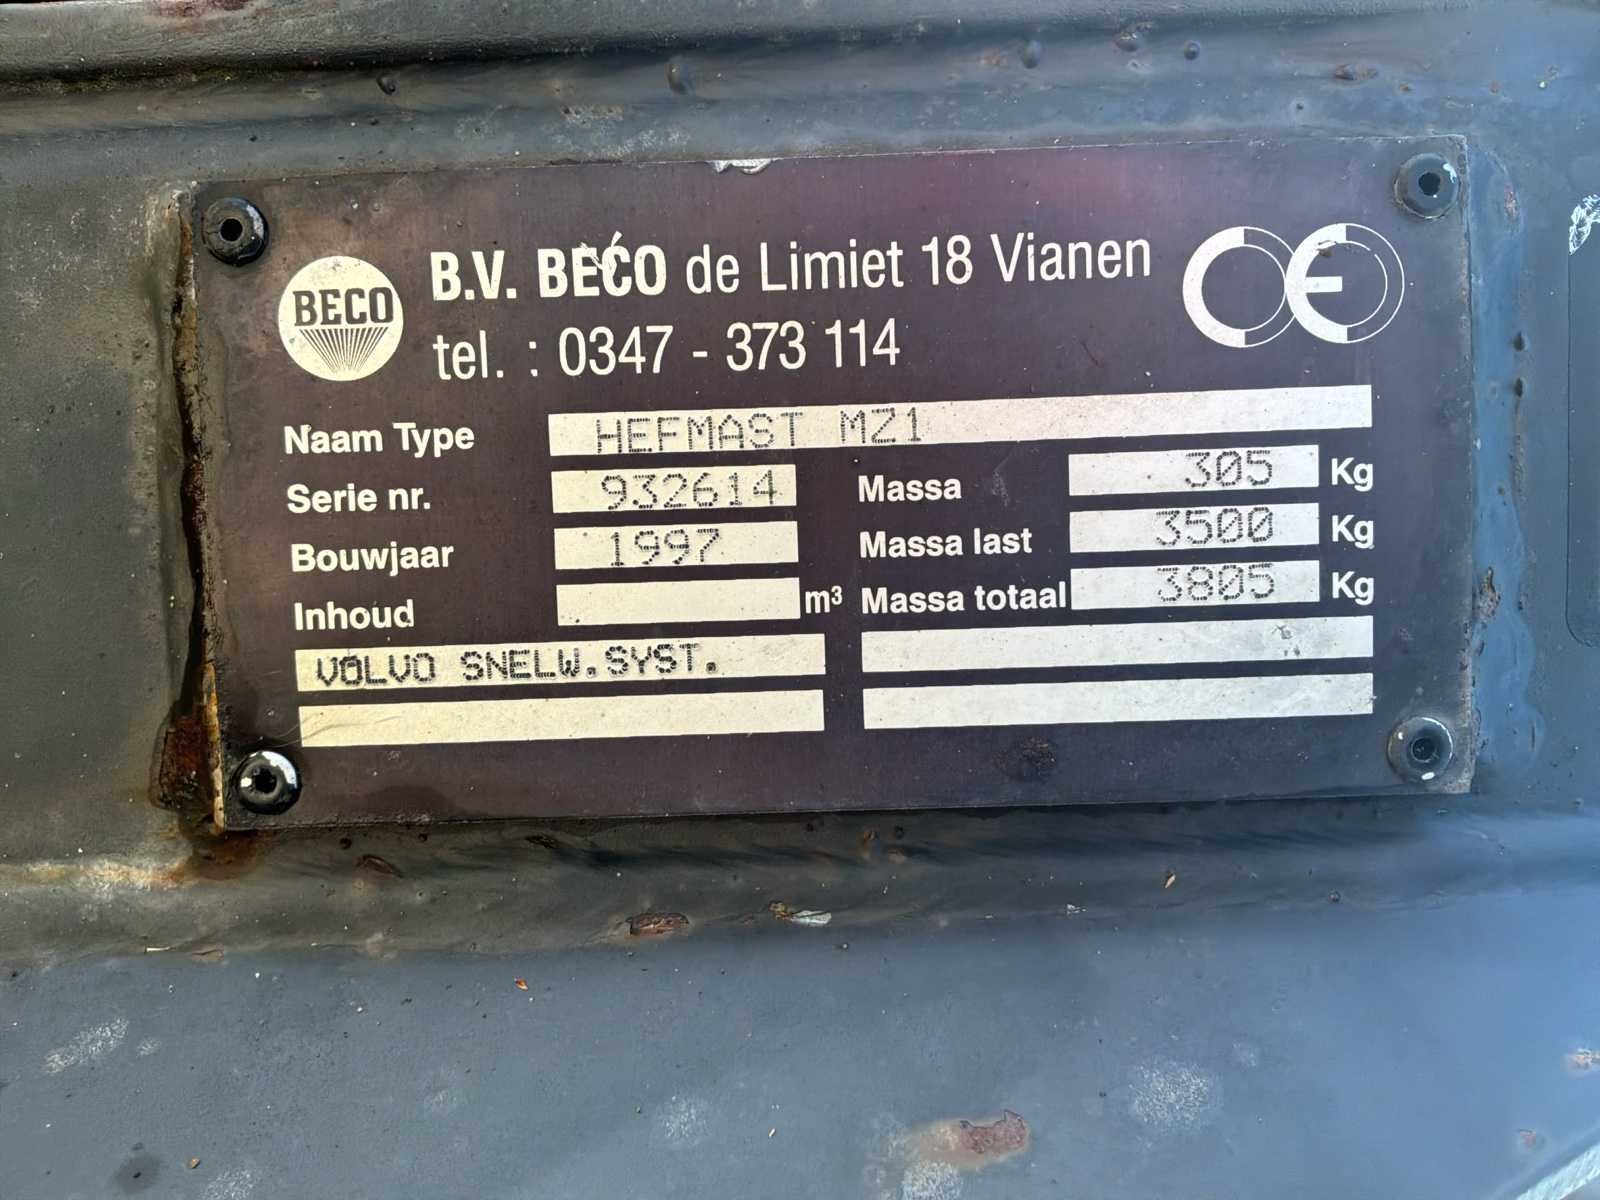 BECO
B.V. BECO de Limiet 18 Vianen
tel. : 0347 - 373 114
CE
Naam Type HEFMAST MZ1
Serie nr. 932614 Massa 305 Kg
Bouwjaar 1997 Massa last 3500 Kg
Inhoud m³ Massa totaal 3805 Kg
VOLVO SNELW.SYST.